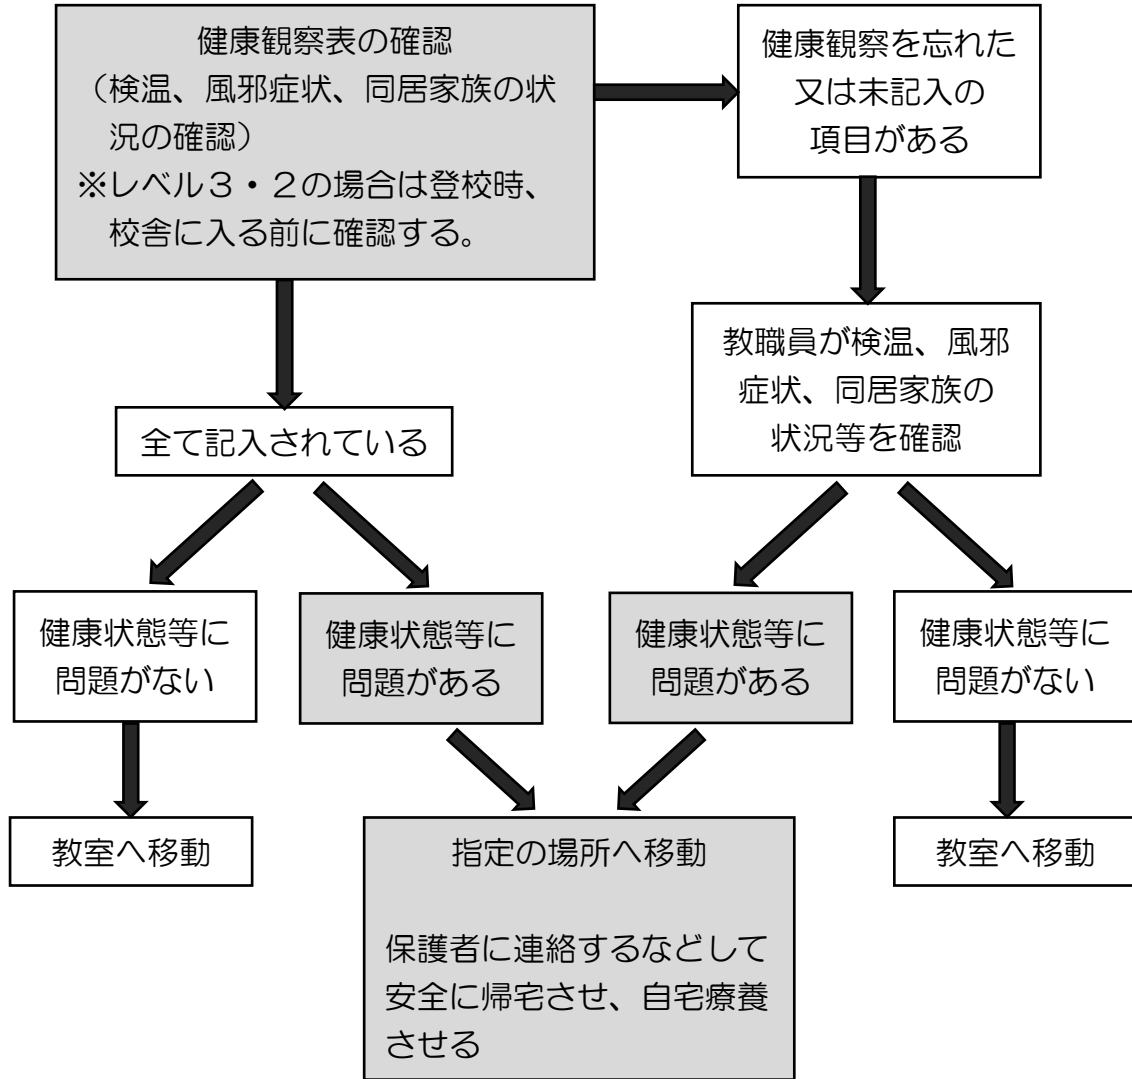 健康観察表の確認
（検温、風邪症状、同居家族の状
況の確認）
※レベル３・２の場合は登校時、
校舎に入る前に確認する。
健康観察を忘れた
又は未記入の
項目がある
教職員が検温、風邪
症状、同居家族の
状況等を確認
全て記入されている
健康状態等に
問題がない
健康状態等に
問題がある
健康状態等に
問題がある
健康状態等に
問題がない
教室へ移動
指定の場所へ移動
保護者に連絡するなどして
安全に帰宅させ、自宅療養
させる
教室へ移動